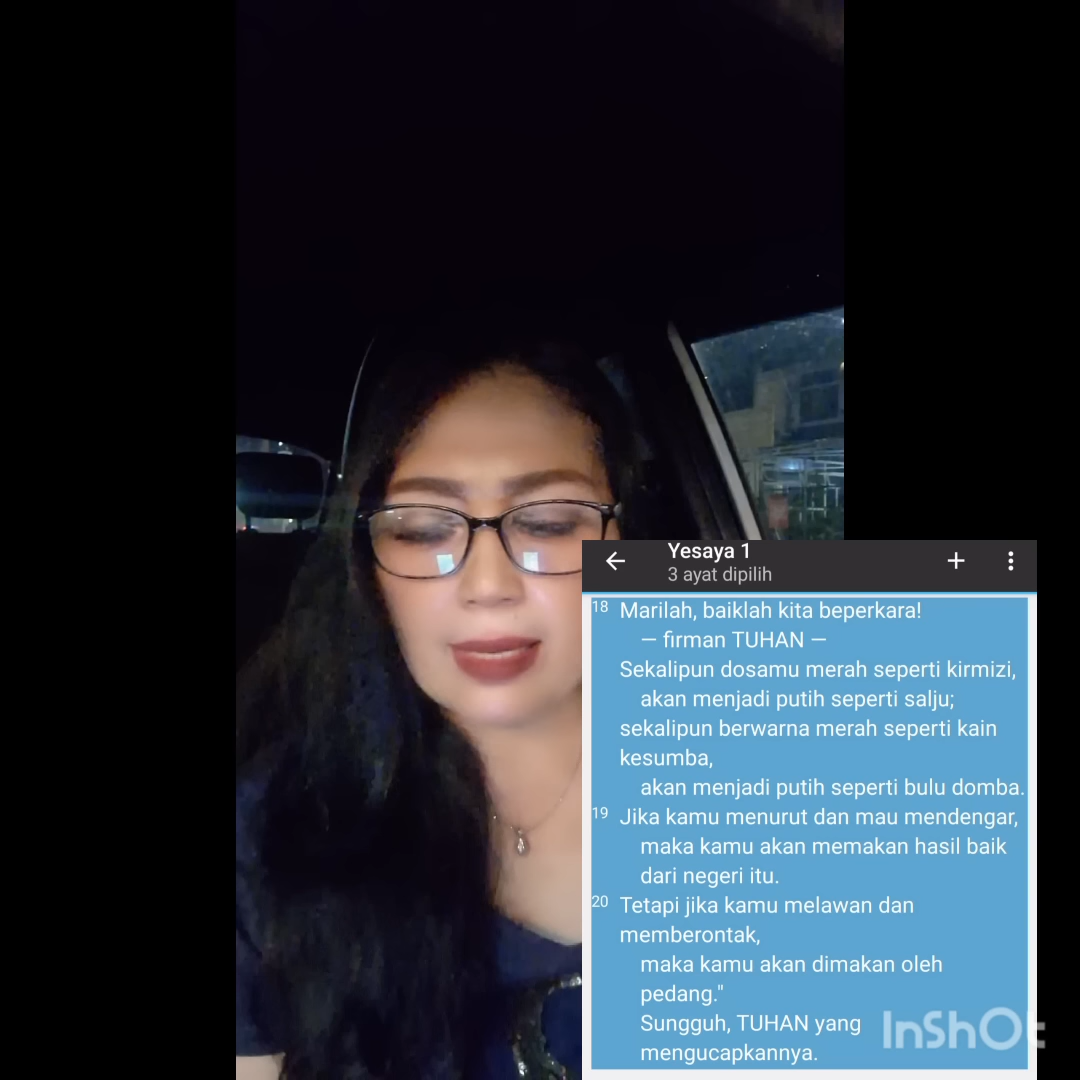 Yesaya 1
3 ayat dipilih
18 Marilah, baiklah kita beperkara!
— firman TUHAN —
Sekalipun dosamu merah seperti kirmizi,
akan menjadi putih seperti salju;
sekalipun berwarna merah seperti kain
kesumba,
akan menjadi putih seperti bulu domba.
19 Jika kamu menurut dan mau mendengar,
maka kamu akan memakan hasil baik
dari negeri itu.
20 Tetapi jika kamu melawan dan
memberontak,
maka kamu akan dimakan oleh
pedang."
Sungguh, TUHAN yang
mengucapkannya.
InShOt